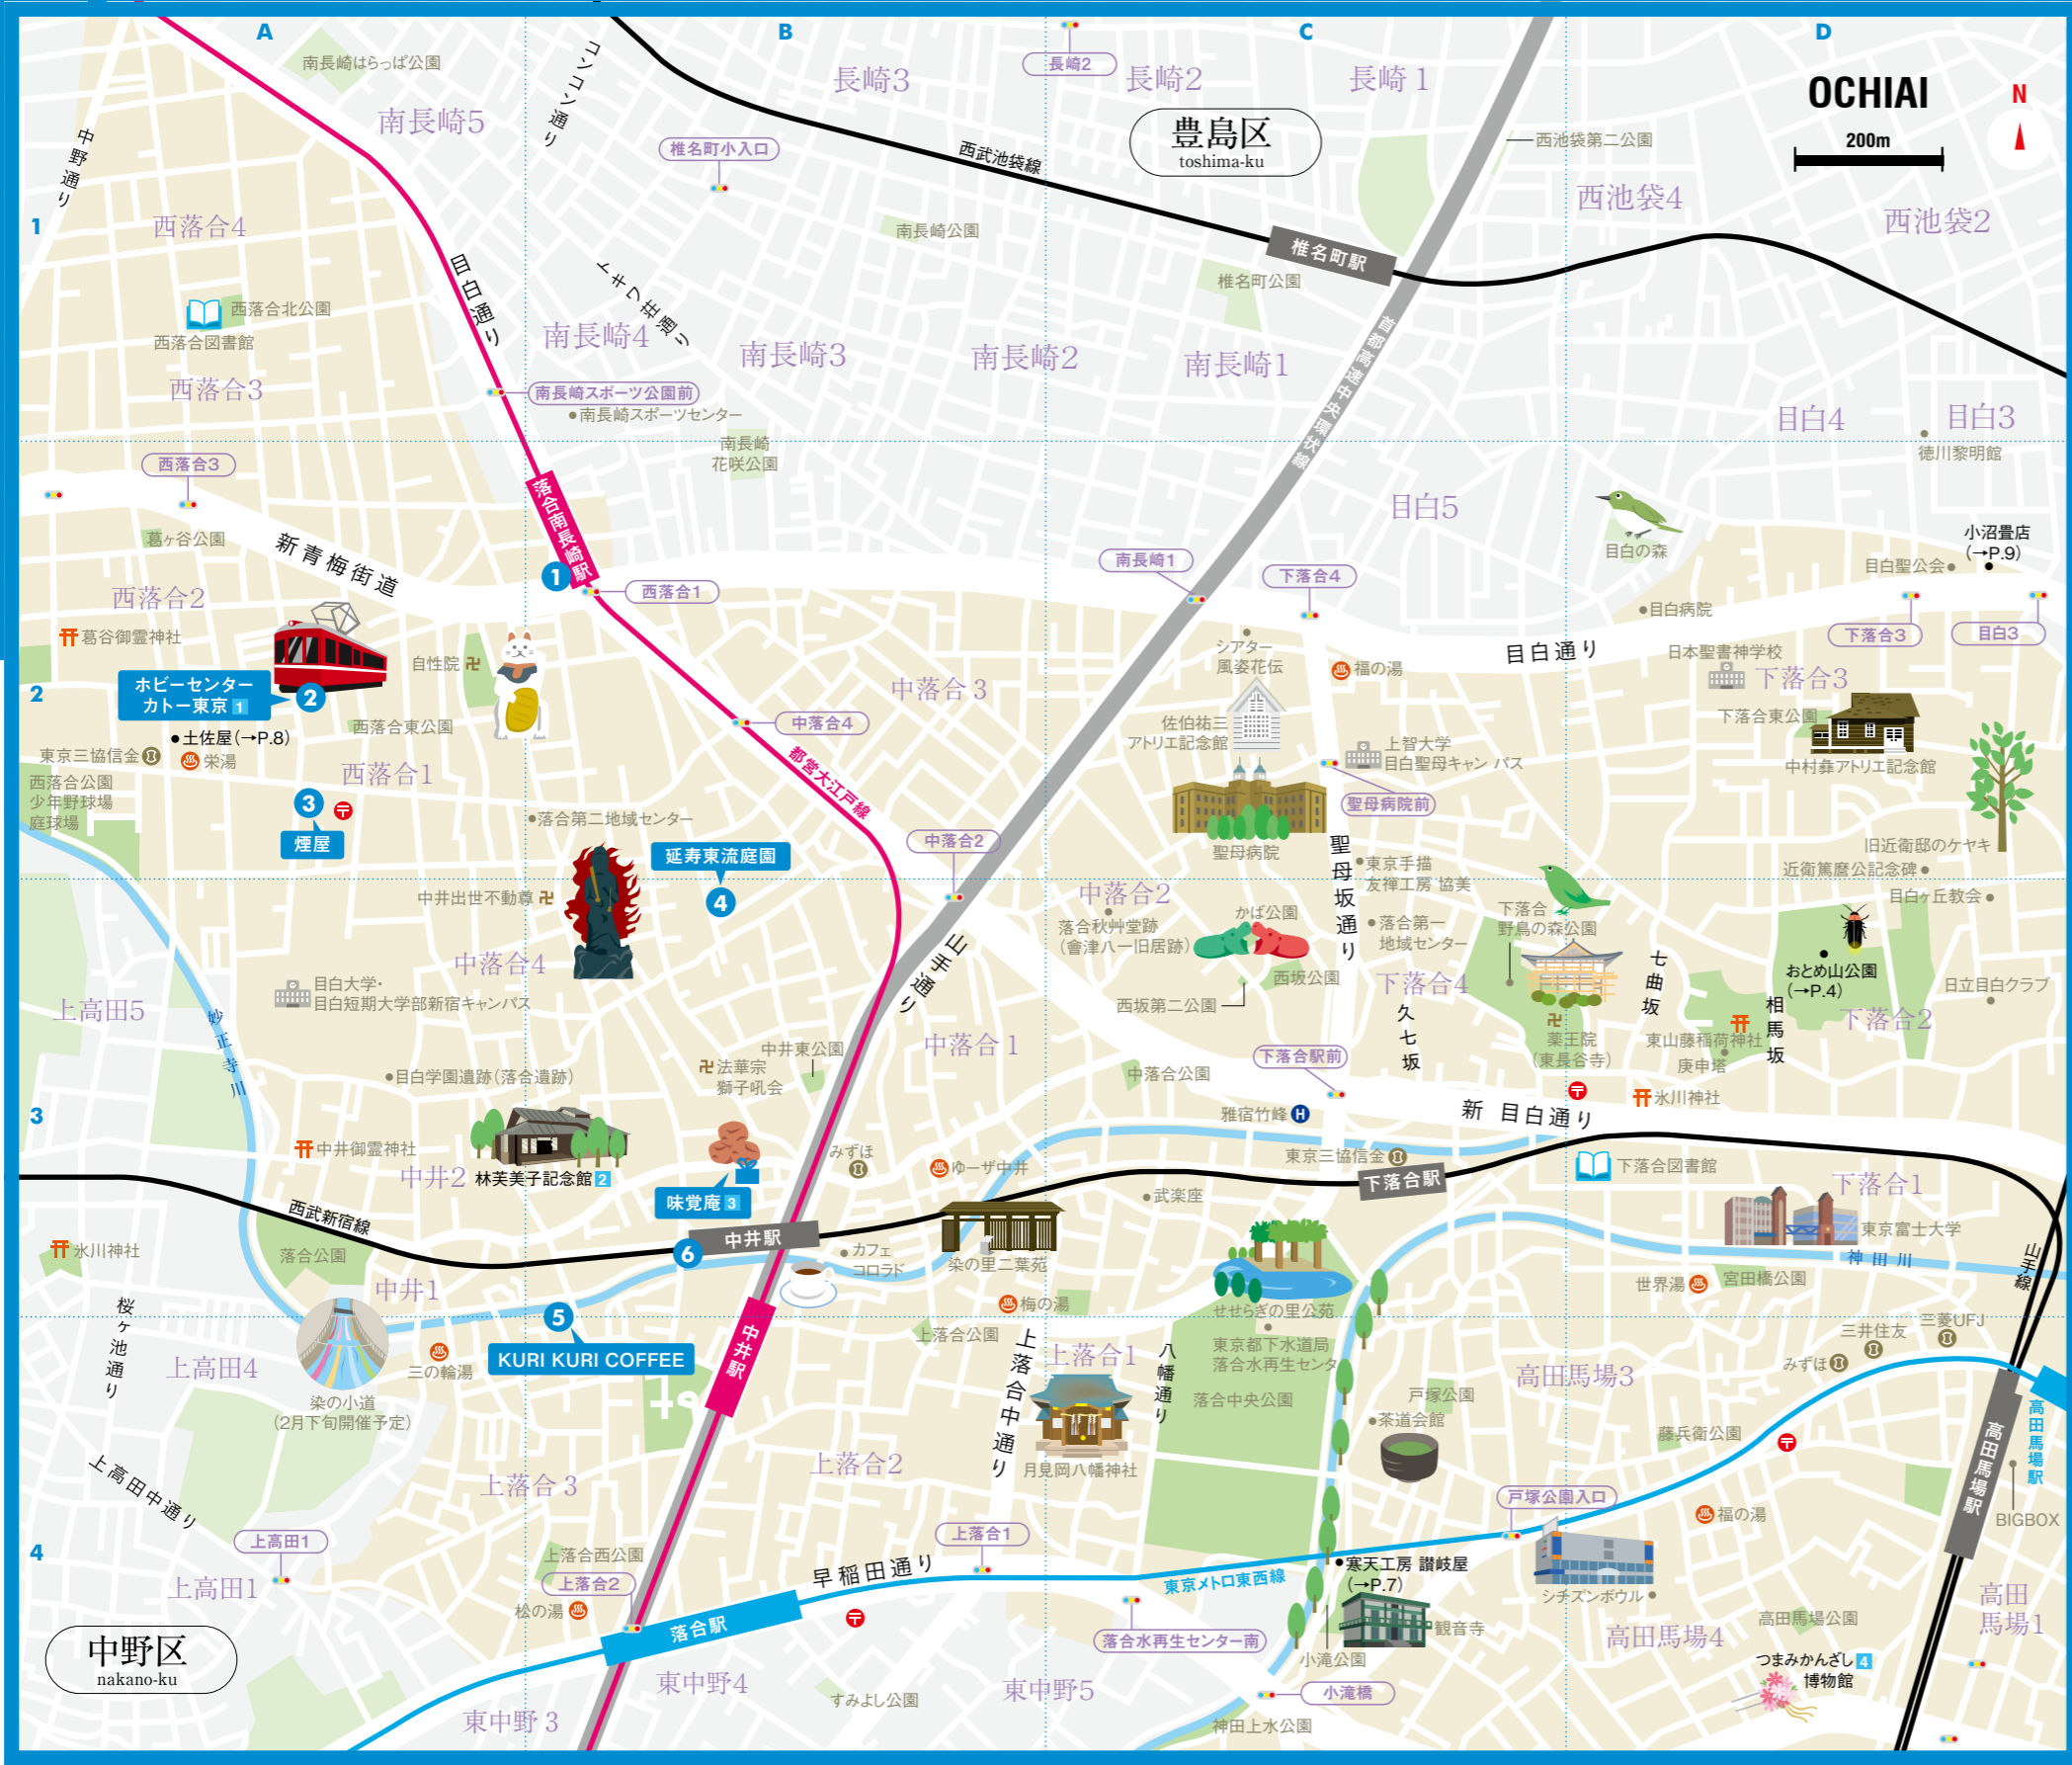 A
B
C
D
OCHIAI
N
200m
豊島区
toshima-ku
中野区
nakano-ku
1
2
3
4
南長崎はらっぱ公園
コンコン通り
長崎3
長崎2
長崎2
長崎1
南長崎5
中野通り
椎名町小入口
西武池袋線
西池袋第二公園
西池袋4
西池袋2
西落合4
南長崎公園
椎名町駅
椎名町公園
目白通り
トキワ荘通り
西落合北公園
西落合図書館
南長崎4
南長崎3
南長崎2
南長崎1
首都高速中央環状線
西落合3
南長崎スポーツ公園前
南長崎スポーツセンター
目白4
目白3
徳川黎明館
西落合3
南長崎
花咲公園
落合南長崎駅
目白5
目白の森
小沼畳店
(→P.9)
目白聖公会
葛ヶ谷公園
新青梅街道
1
西落合1
南長崎1
下落合4
西落合2
葛谷御霊神社
目白病院
下落合3
目白3
自性院
シアター
風姿花伝
福の湯
目白通り
日本聖書神学校
下落合3
ホビーセンター
カトー東京 1
2
西落合東公園
中落合3
中落合4
佐伯祐三
アトリエ記念館
下落合東公園
土佐屋(→P.8)
東京三協信金
栄湯
西落合1
都営大江戸線
上智大学
目白聖母キャンパス
中村彝アトリエ記念館
西落合公園
少年野球場
庭球場
3
煙屋
落合第二地域センター
聖母病院前
中落合2
聖母病院
聖母坂通り
東京手描
友禅工房 協美
旧近衛邸のケヤキ
近衛篤麿公記念碑
延寿東流庭園
4
中井出世不動尊
中落合2
落合秋艸堂跡
(會津八一旧居跡)
かば公園
落合第一
地域センター
下落合
野鳥の森公園
目白ヶ丘教会
中落合4
山手通り
西坂公園
西坂第二公園
下落合4
七曲坂
おとめ山公園
(→P.4)
日立目白クラブ
上高田5
目白大学・
目白短期大学部新宿キャンパス
妙正寺川
久七坂
相馬坂
下落合2
中落合1
薬王院
(東長谷寺)
東山藤稲荷神社
庚申塔
中井東公園
法華宗
獅子吼会
目白学園遺跡(落合遺跡)
中落合公園
下落合駅前
雅宿竹峰 H
新目白通り
氷川神社
中井御霊神社
中井2
林芙美子記念館 2
みずほ
ゆーザ中井
東京三協信金
下落合駅
下落合図書館
下落合1
味覚庵 3
武楽座
西武新宿線
中井駅
6
東京富士大学
氷川神社
落合公園
カフェ
コロラド
染の里二葉苑
神田川
山手線
世界湯
宮田橋公園
中井1
梅の湯
せせらぎの里公苑
桜ヶ池通り
5
KURI KURI COFFEE
中井駅
上落合公園
上落合中通り
上落合1
八幡通り
東京都下水道局
落合水再生センタ
三井住友
三菱UFJ
みずほ
上高田4
三の輪湯
染の小道
(2月下旬開催予定)
落合中央公園
戸塚公園
茶道会館
高田馬場3
高田馬場駅
高田馬場駅
藤兵衛公園
上高田中通り
上落合3
上落合2
月見岡八幡神社
戸塚公園入口
福の湯
BIGBOX
上高田1
上落合1
上落合西公園
上落合2
早稲田通り
東京メトロ東西線
寒天工房 讃岐屋
(→P.7)
シチズンボウル
上高田1
松の湯
落合駅
落合水再生センター南
観音寺
小滝公園
高田馬場4
高田馬場公園
高田
馬場1
つまみかんざし 4
博物館
東中野4
すみよし公園
東中野5
小滝橋
東中野3
神田上水公園